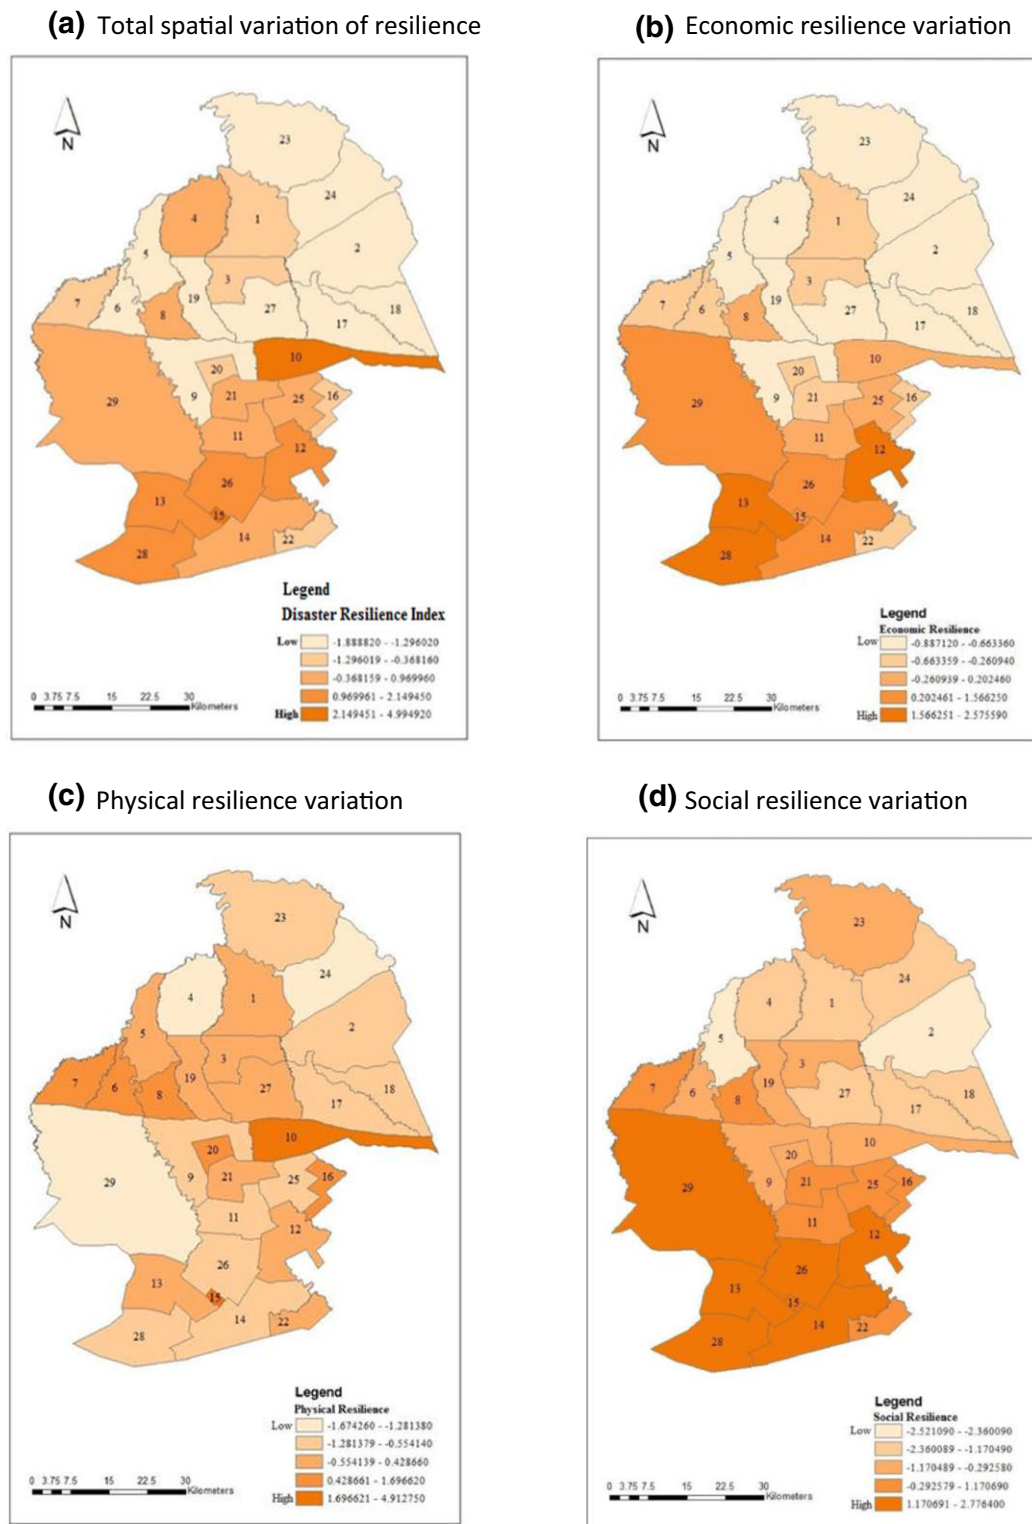 (a) Total spatial variation of resilience
N
23
24
4
1
2
5
3
7
6
8
19
27
17
18
10
20
9
21
25
16
29
11
12
26
13
15
14
22
28
Legend
Disaster Resilience Index
Low -1.888820 - -1.296020
-1.296019 - -0.368160
-0.368159 - 0.969960
0.969961 - 2.149450
High 2.149451 - 4.994920
0 3.75 7.5 15 22.5 30
Kilometers
(b) Economic resilience variation
N
23
24
4
1
2
5
3
7
6
8
19
27
17
18
10
20
9
21
25
16
29
11
12
26
13
15
14
22
28
Legend
Economic Resilience
Low -0.887120 - -0.663360
-0.663359 - -0.260940
-0.260939 - 0.202460
0.202461 - 1.566250
High 1.566251 - 2.575590
0 3.75 7.5 15 22.5 30
Kilometers
(c) Physical resilience variation
N
23
24
4
1
2
5
3
7
6
8
19
27
17
18
10
20
9
21
25
16
29
11
12
26
13
15
14
22
28
Legend
Physical Resilience
Low -1.674260 - -1.281380
-1.281379 - -0.554140
-0.554139 - 0.428660
0.428661 - 1.696620
High 1.696621 - 4.912750
0 3.75 7.5 15 22.5 30
Kilometers
(d) Social resilience variation
N
23
24
4
1
2
5
3
7
6
8
19
27
17
18
10
20
9
21
25
16
29
11
12
26
13
15
14
22
28
Legend
Social Resilience
Low -2.521090 - -2.360090
-2.360089 - -1.170490
-1.170489 - -0.292580
-0.292579 - 1.170690
High 1.170691 - 2.776400
0 3.75 7.5 15 22.5 30
Kilometers